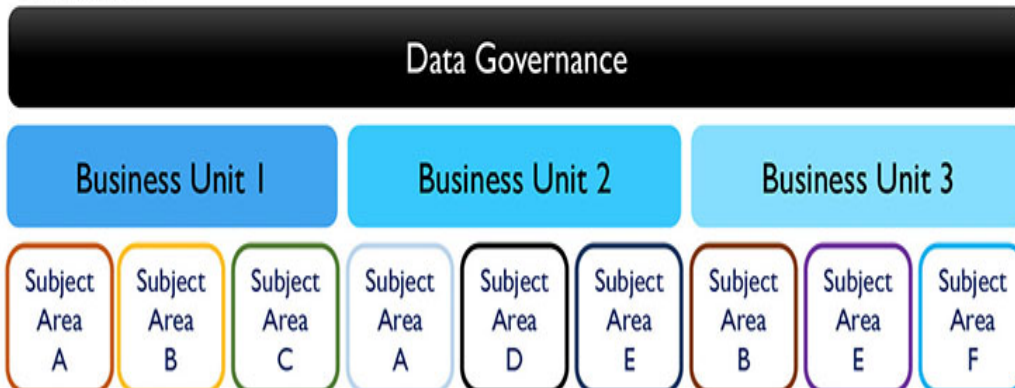 Data Governance
Business Unit 1
Business Unit 2
Business Unit 3
Subject
Area
A
Subject
Area
B
Subject
Area
C
Subject
Area
A
Subject
Area
D
Subject
Area
E
Subject
Area
B
Subject
Area
E
Subject
Area
F